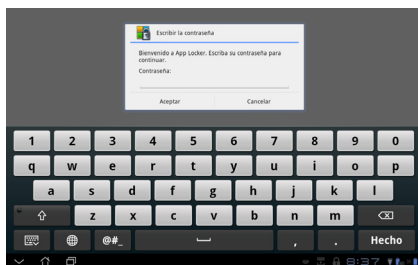 Escribir la contraseña
Bienvenido a App Locker. Escriba su contraseña para
continuar.
Contraseña:
Aceptar Cancelar
1 2 3 4 5 6 7 8 9 0
q w e r t y u i o p
a s d f g h j k l
z x c v b n m
@#_ , . Hecho
8:37